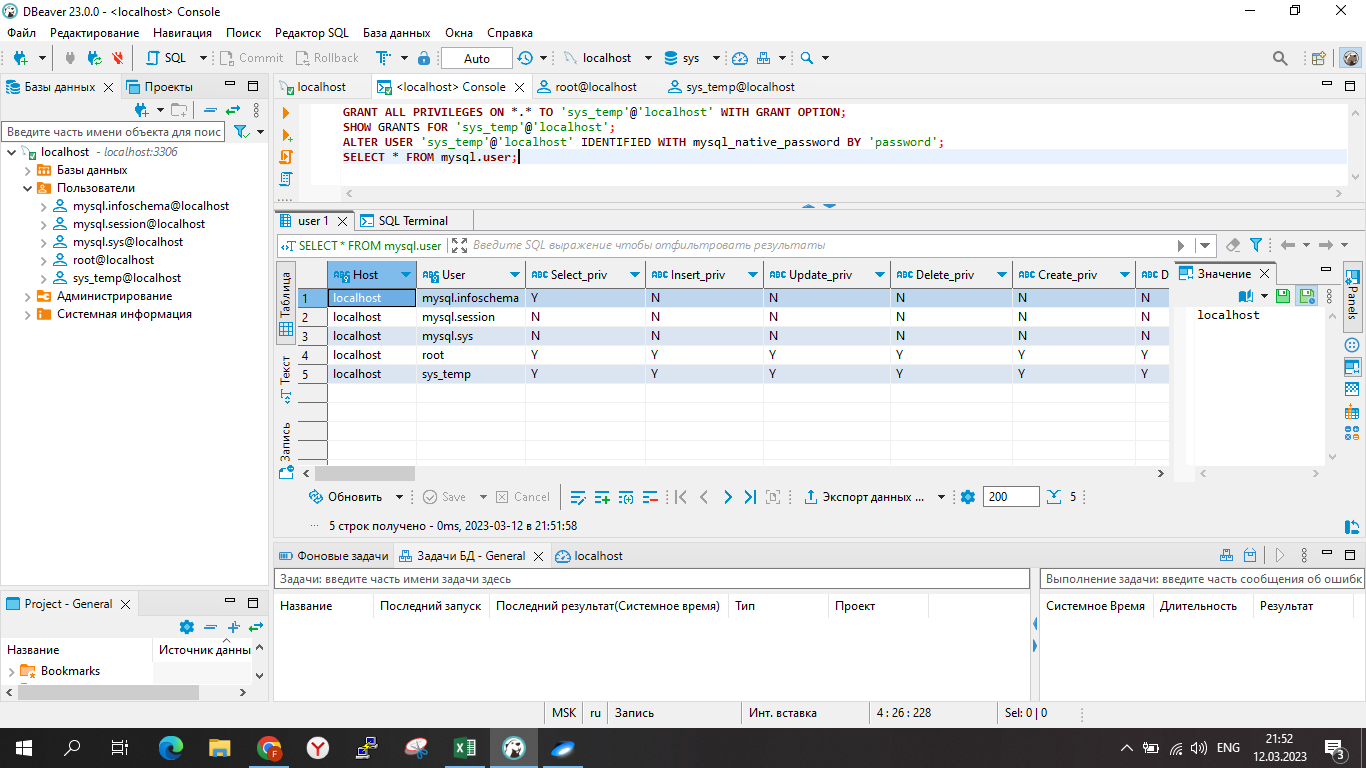 DBeaver 23.0.0 - <localhost> Console
Файл Редактирование Навигация Поиск Редактор SQL База данных Окна Справка
SQL Commit Rollback Auto localhost sys
Базы данных Проекты
Введите часть имени объекта для поис
localhost - localhost:3306
Базы данных
Пользователи
mysql.infoschema@localhost
mysql.session@localhost
mysql.sys@localhost
root@localhost
sys_temp@localhost
Администрирование
Системная информация
Project - General
Название Источник данны
Bookmarks
localhost <localhost> Console root@localhost sys_temp@localhost
GRANT ALL PRIVILEGES ON *.* TO 'sys_temp'@'localhost' WITH GRANT OPTION;
SHOW GRANTS FOR 'sys_temp'@'localhost';
ALTER USER 'sys_temp'@'localhost' IDENTIFIED WITH mysql_native_password BY 'password';
SELECT * FROM mysql.user;
user 1 SQL Terminal
SELECT * FROM mysql.user Введите SQL выражение чтобы отфильтровать результаты
Таблица
Текст
Запись
Host User Select_priv Insert_priv Update_priv Delete_priv Create_priv D
1 localhost mysql.infoschema Y N N N N N
2 localhost mysql.session N N N N N N
3 localhost mysql.sys N N N N N N
4 localhost root Y Y Y Y Y Y
5 localhost sys_temp Y Y Y Y Y Y
Значение
localhost
Panels
Обновить Save Cancel Экспорт данных ... 200 5
5 строк получено - 0ms, 2023-03-12 в 21:51:58
Фоновые задачи Задачи БД - General localhost
Задачи: введите часть имени задачи здесь
Название Последний запуск Последний результат(Системное время) Тип Проект
Выполнение задачи: введите часть сообщения об ошибк
Системное Время Длительность Результат
MSK ru Запись Инт. вставка 4 : 26 : 228 Sel: 0 | 0
ENG 21:52
12.03.2023
3